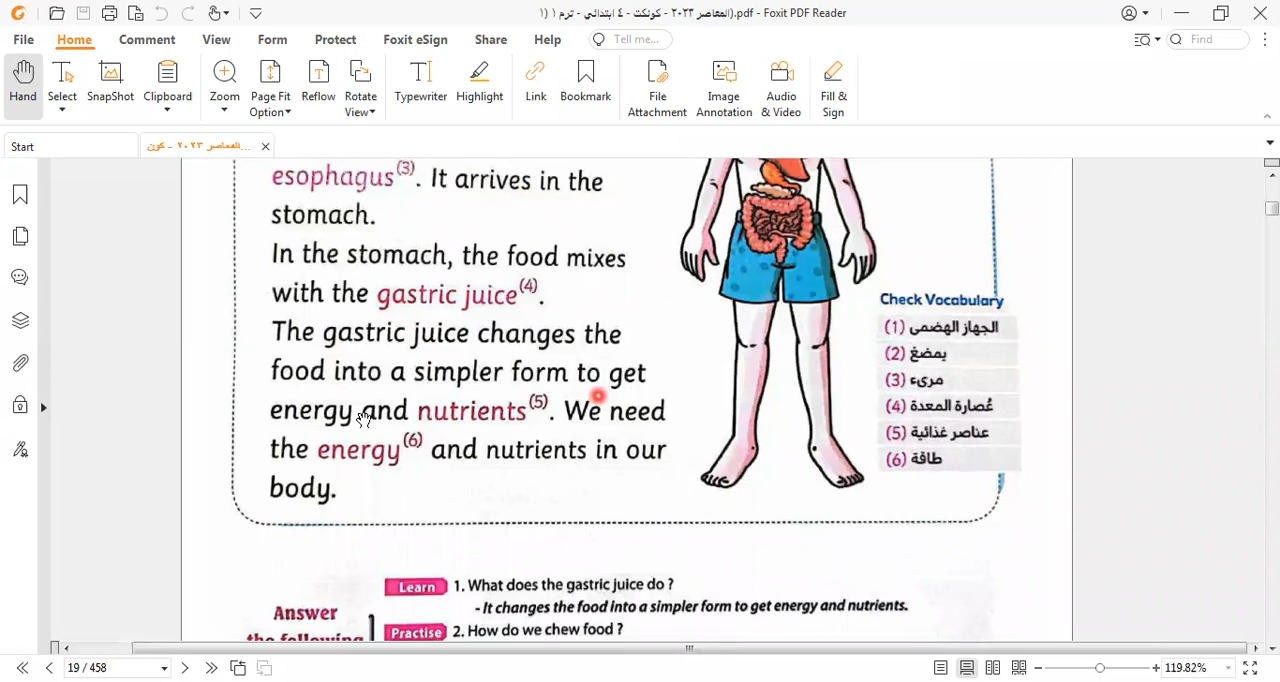 المعاصر ٢٠٢٣ - كونكت - ٤ ابتدائي - ترم ١ (١).pdf - Foxit PDF Reader
File Home Comment View Form Protect Foxit eSign Share Help Tell me... Find
Hand Select SnapShot Clipboard Zoom Page Fit Option Reflow Rotate View Typewriter Highlight Link Bookmark File Attachment Image Annotation Audio & Video Fill & Sign
Start المعاصر ٢٠٢٣ - كون...
esophagus(3). It arrives in the
stomach.
In the stomach, the food mixes
with the gastric juice(4).
The gastric juice changes the
food into a simpler form to get
energy and nutrients(5). We need
the energy(6) and nutrients in our
body.
Check Vocabulary
(1) الجهاز الهضمى
(2) يمضغ
(3) مرىء
(4) عُصارة المعدة
(5) عناصر غذائية
(6) طاقة
Answer
the following
Learn 1. What does the gastric juice do ?
- It changes the food into a simpler form to get energy and nutrients.
Practise 2. How do we chew food ?
19 / 458
119.82%